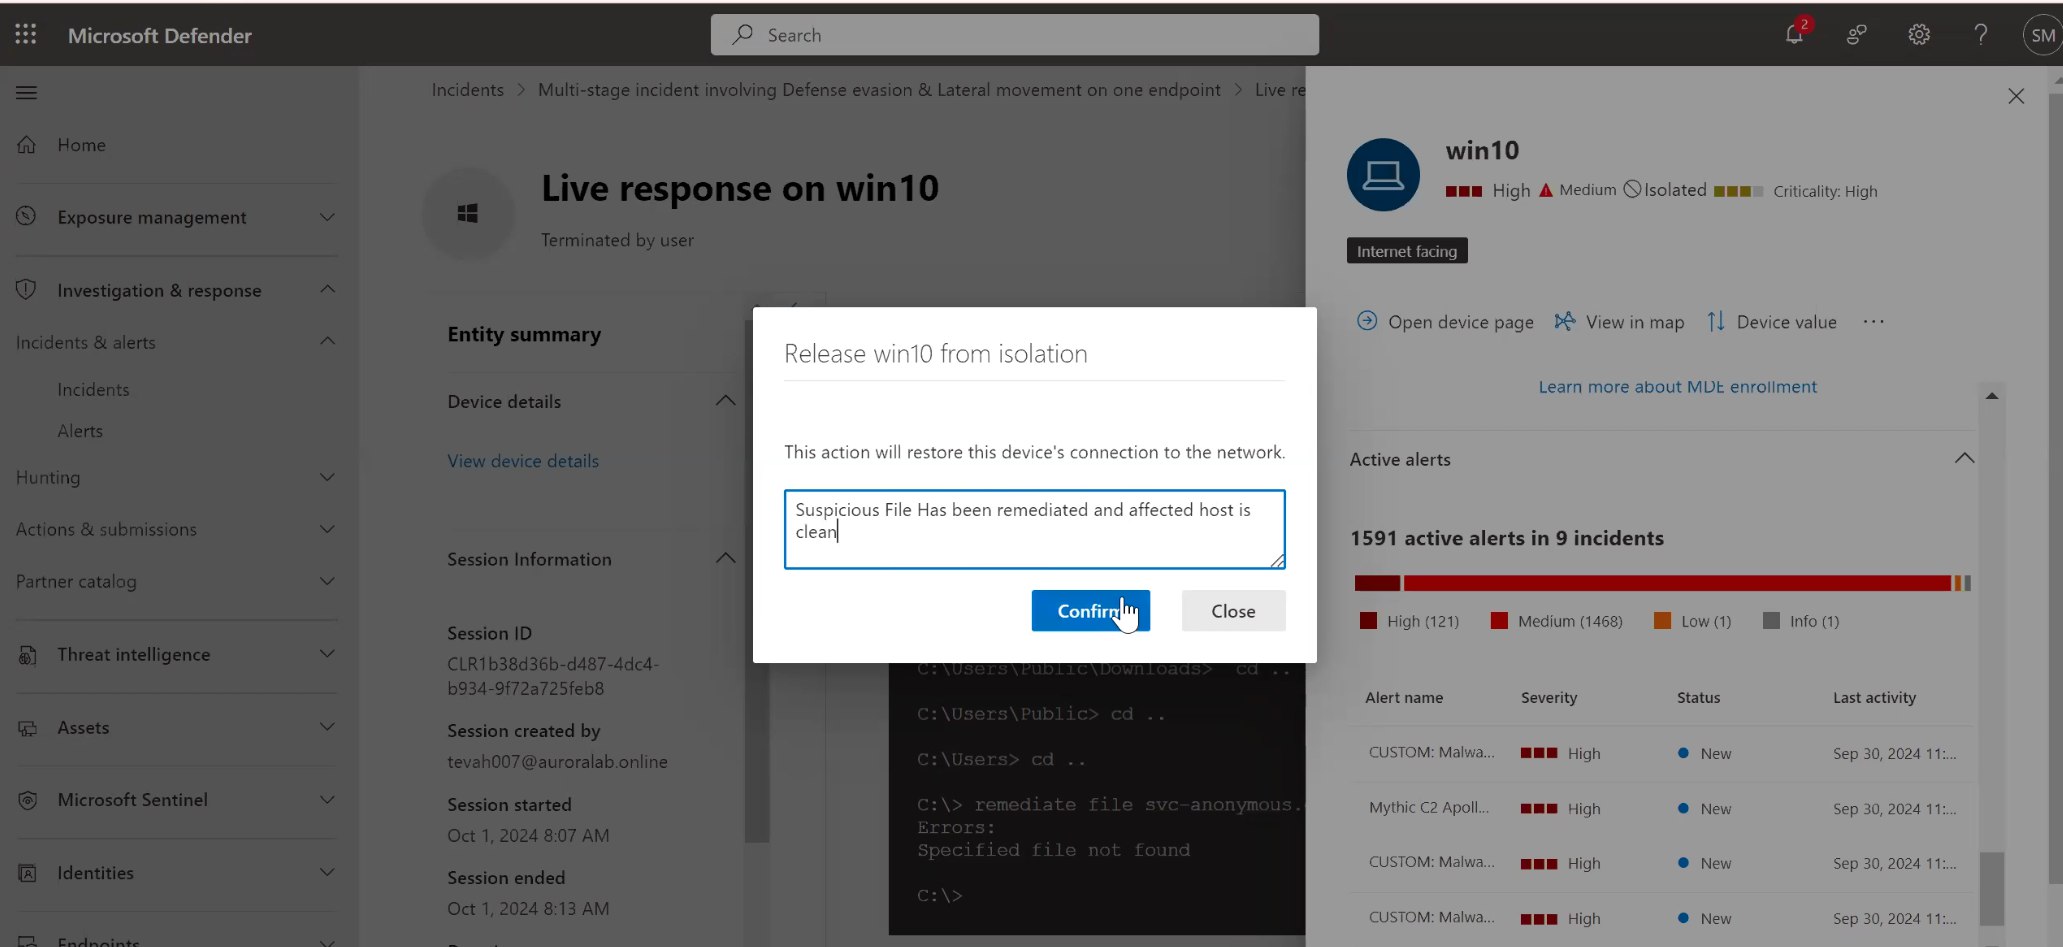 Microsoft Defender
Search
2
SM
Incidents > Multi-stage incident involving Defense evasion & Lateral movement on one endpoint > Live re
Home
Exposure management
Investigation & response
Incidents & alerts
Incidents
Alerts
Hunting
Actions & submissions
Partner catalog
Threat intelligence
Assets
Microsoft Sentinel
Identities
Endpoints
Live response on win10
Terminated by user
Entity summary
Device details
View device details
Session Information
Session ID
CLR1b38d36b-d487-4dc4-
b934-9f72a725feb8
Session created by
tevah007@auroralab.online
Session started
Oct 1, 2024 8:07 AM
Session ended
Oct 1, 2024 8:13 AM
Release win10 from isolation
This action will restore this device's connection to the network.
Suspicious File Has been remediated and affected host is
clean
Confirm
Close
C:\Users\Public\Downloads> cd ..
C:\Users\Public> cd ..
C:\Users> cd ..
C:\> remediate file svc-anonymous.
Errors:
Specified file not found
C:\>
win10
High Medium Isolated Criticality: High
Internet facing
Open device page View in map Device value ...
Learn more about MDE enrollment
Active alerts
1591 active alerts in 9 incidents
High (121) Medium (1468) Low (1) Info (1)
Alert name Severity Status Last activity
CUSTOM: Malwa... High New Sep 30, 2024 11:...
Mythic C2 Apoll... High New Sep 30, 2024 11:...
CUSTOM: Malwa... High New Sep 30, 2024 11:...
CUSTOM: Malwa... High New Sep 30, 2024 11:...